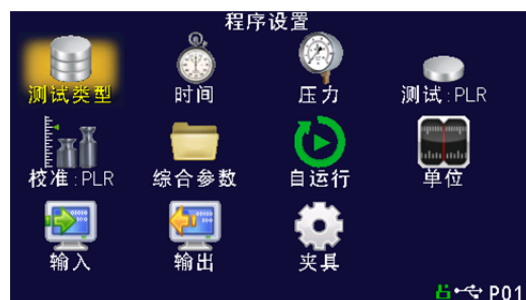 程序设置
测试类型 时间 压力 测试:PLR
校准:PLR 综合参数 自运行 单位
输入 输出 夹具
P01